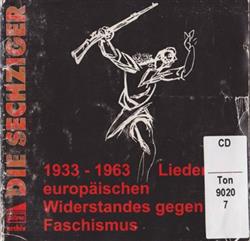 DIE SECHZIGER
CD
Ton
9020
7
1933 - 1963 Lieder
europäischen
Widerstandes gegen
Faschismus